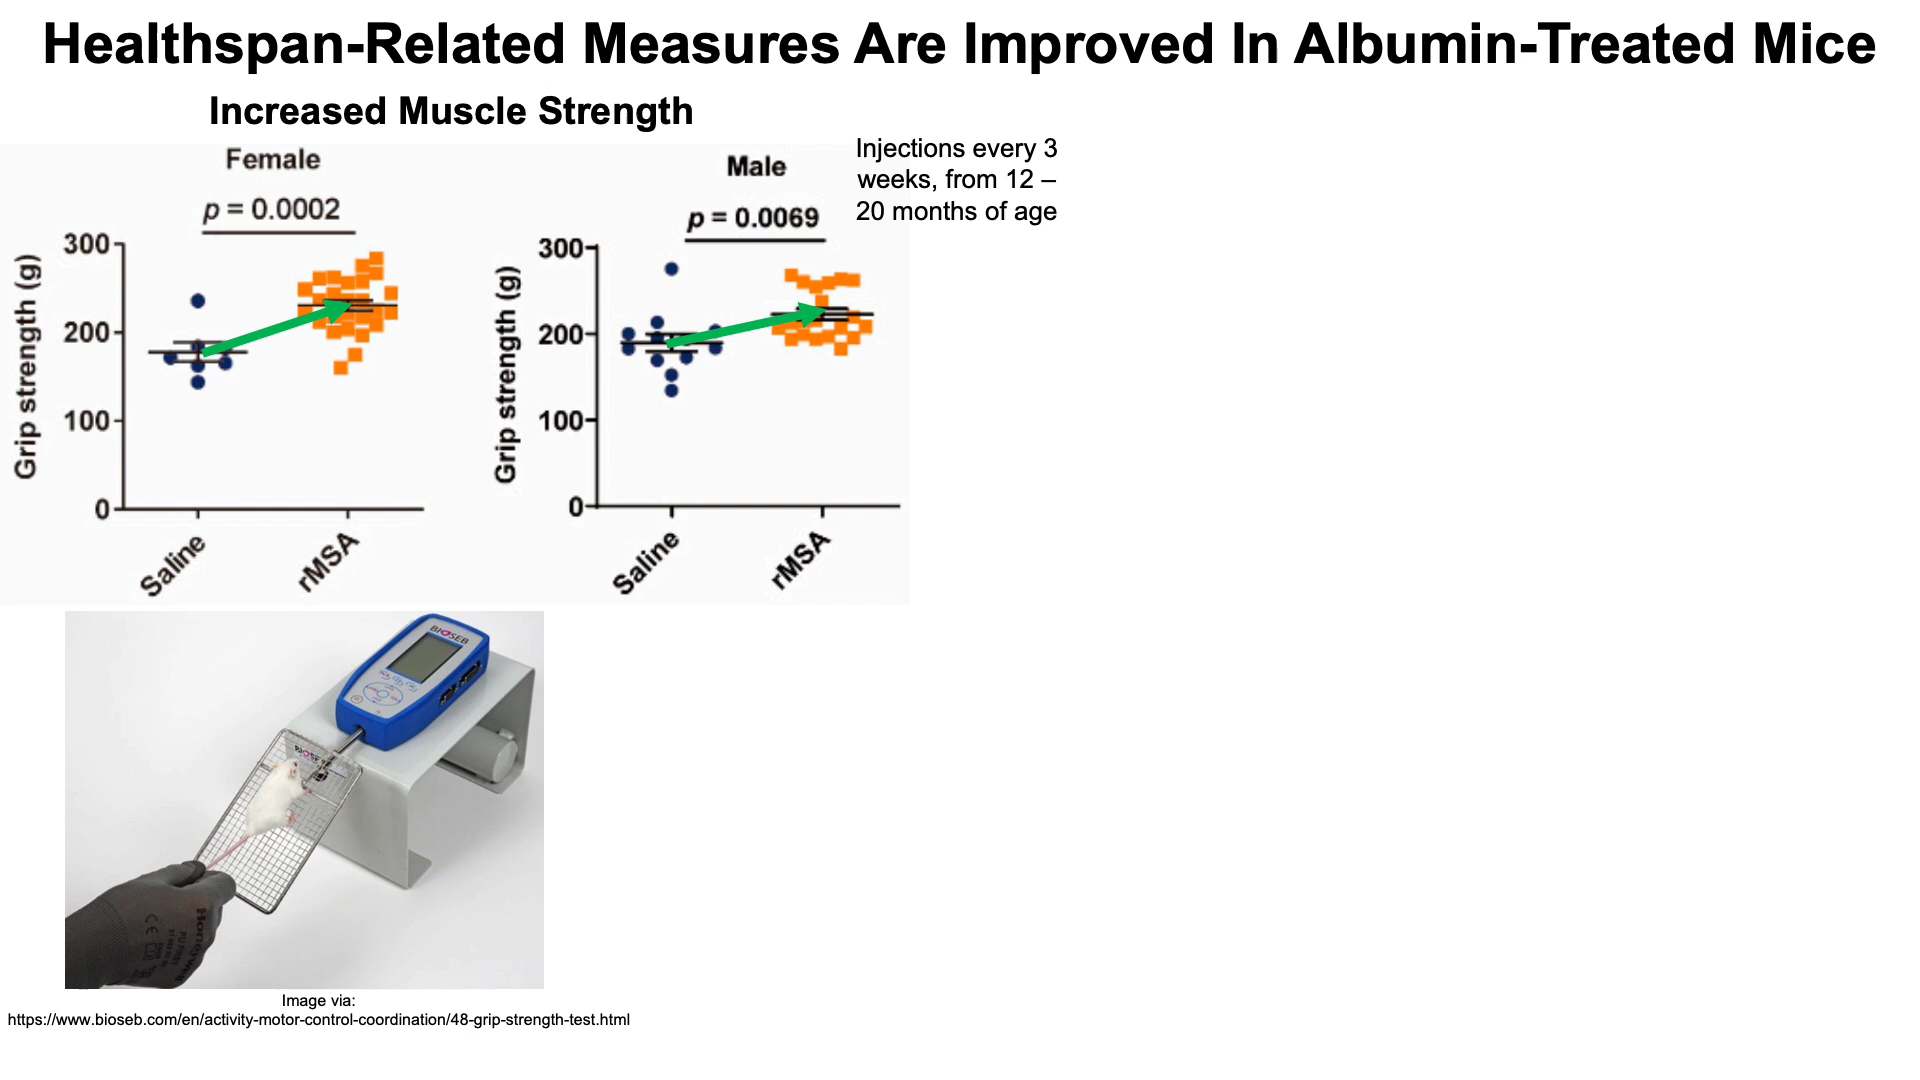 Healthspan-Related Measures Are Improved In Albumin-Treated Mice
Increased Muscle Strength
Injections every 3
weeks, from 12 –
20 months of age
Female
p = 0.0002
Grip strength (g)
300
200
100
0
Saline
rMSA
Male
p = 0.0069
Grip strength (g)
300
200
100
0
Saline
rMSA
BIOSEB
BIOSEB
Honeywell
CE
Image via:
https://www.bioseb.com/en/activity-motor-control-coordination/48-grip-strength-test.html